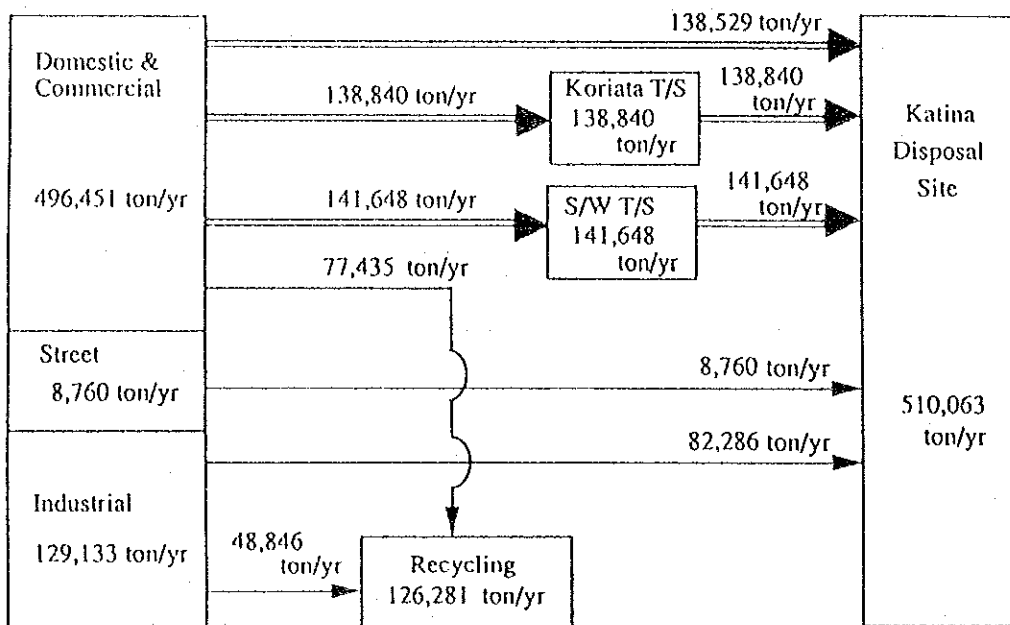 Domestic &
Commercial
496,451 ton/yr
138,529 ton/yr
138,840 ton/yr
Koriata T/S
138,840
ton/yr
138,840
ton/yr
141,648 ton/yr
S/W T/S
141,648
ton/yr
141,648
ton/yr
77,435 ton/yr
Street
8,760 ton/yr
8,760 ton/yr
82,286 ton/yr
Industrial
129,133 ton/yr
48,846
ton/yr
Recycling
126,281 ton/yr
Katina
Disposal
Site
510,063
ton/yr